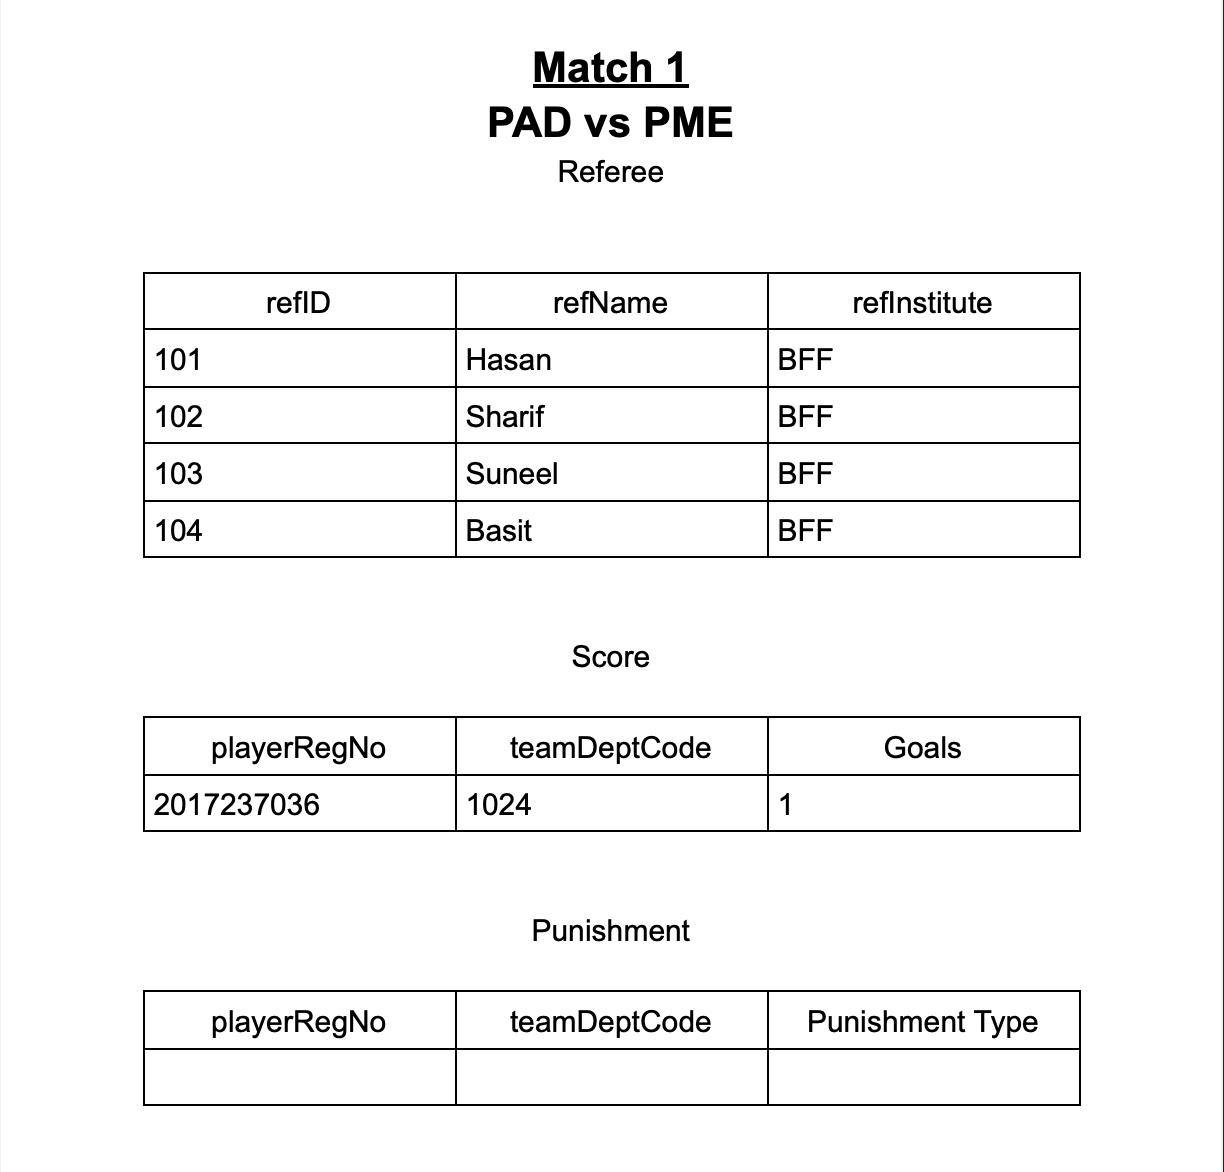 Match 1
PAD vs PME
Referee
refID refName refInstitute
101 Hasan BFF
102 Sharif BFF
103 Suneel BFF
104 Basit BFF
Score
playerRegNo teamDeptCode Goals
2017237036 1024 1
Punishment
playerRegNo teamDeptCode Punishment Type